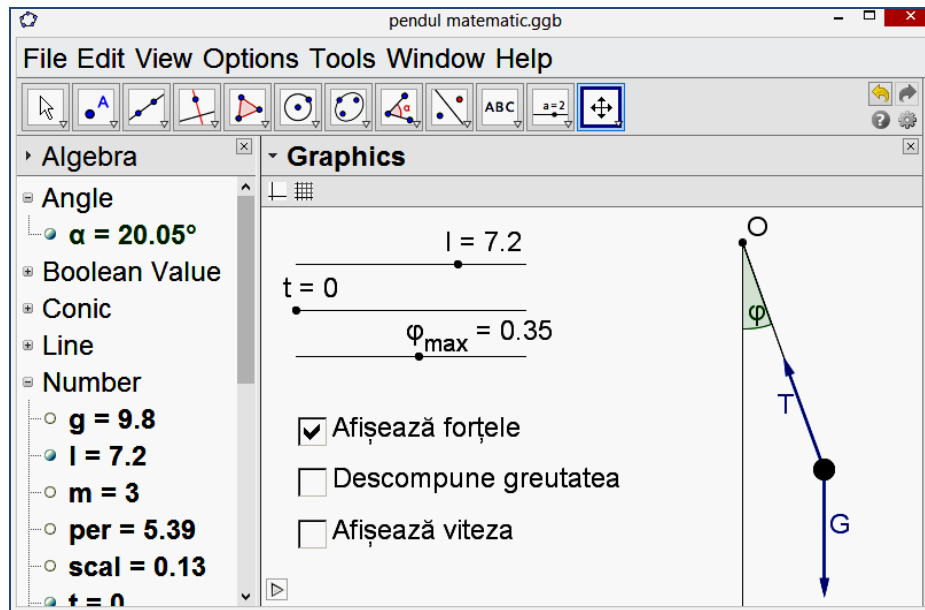 pendul matematic.ggb
File Edit View Options Tools Window Help
A α ABC a=2
Algebra
Graphics
Angle
α = 20.05°
Boolean Value
Conic
Line
Number
g = 9.8
l = 7.2
m = 3
per = 5.39
scal = 0.13
t = 0
l = 7.2
t = 0
φmax = 0.35
Afișează forțele
Descompune greutatea
Afișează viteza
O
φ
T
G